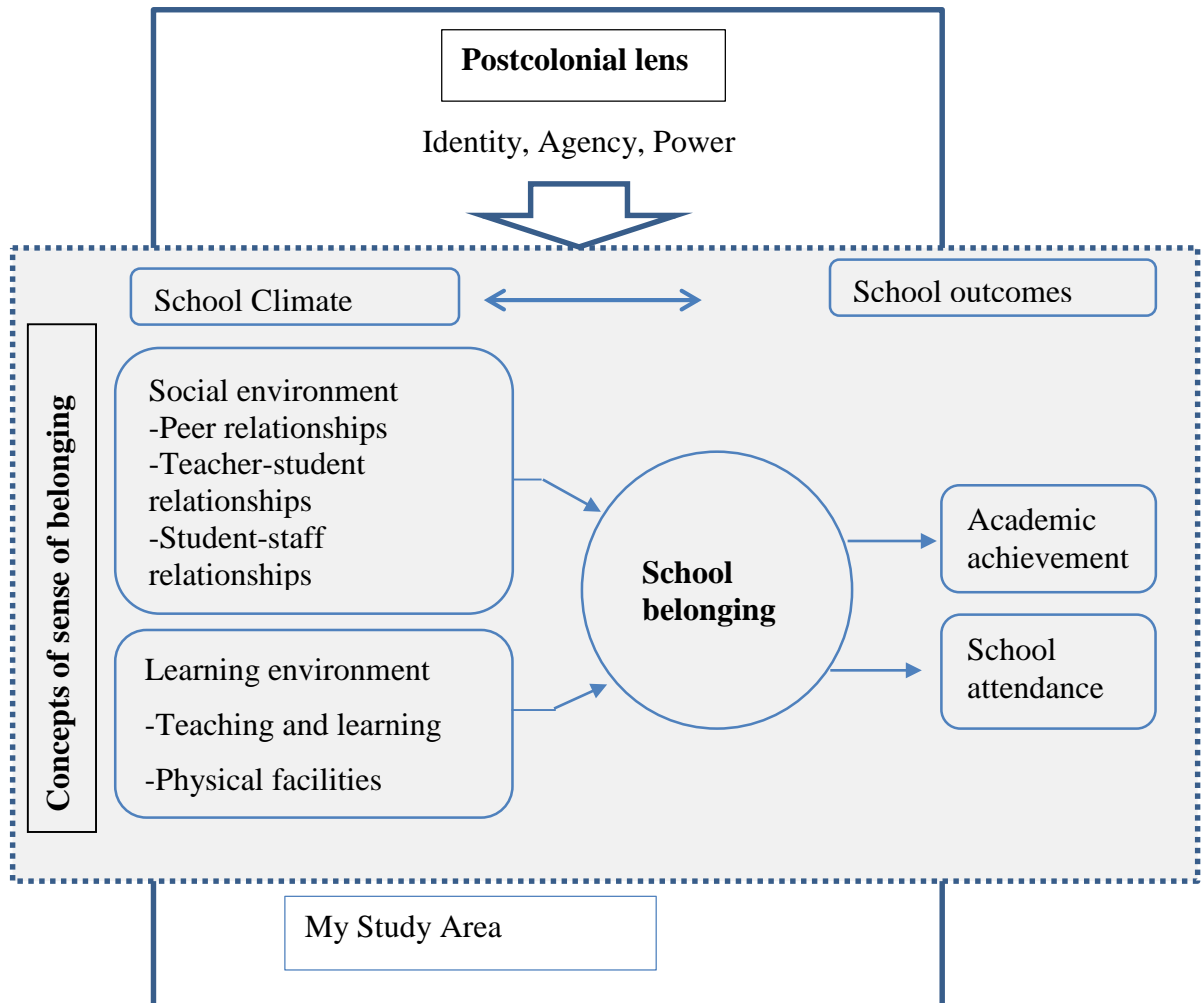 Postcolonial lens
Identity, Agency, Power
School Climate
School outcomes
Concepts of sense of belonging
Social environment
-Peer relationships
-Teacher-student
relationships
-Student-staff
relationships
Learning environment
-Teaching and learning
-Physical facilities
School
belonging
Academic
achievement
School
attendance
My Study Area